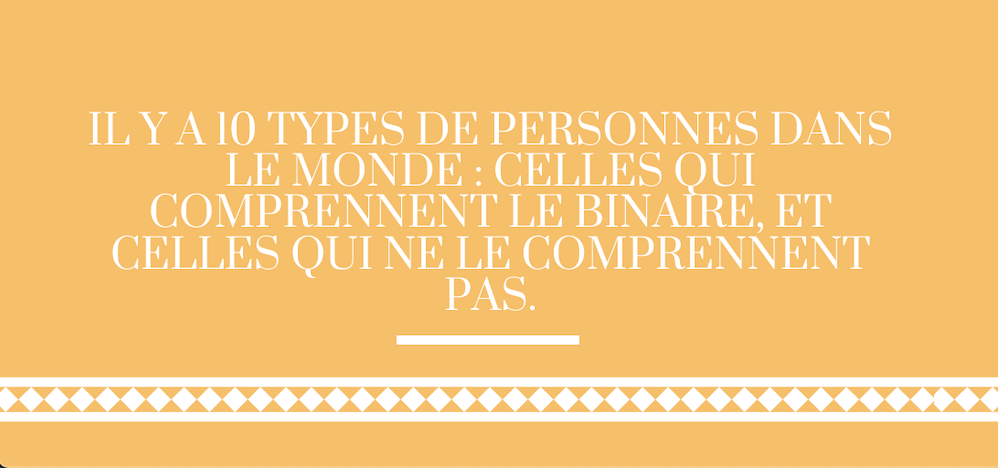 IL Y A 10 TYPES DE PERSONNES DANS
LE MONDE : CELLES QUI
COMPRENNENT LE BINAIRE, ET
CELLES QUI NE LE COMPRENNENT
PAS.